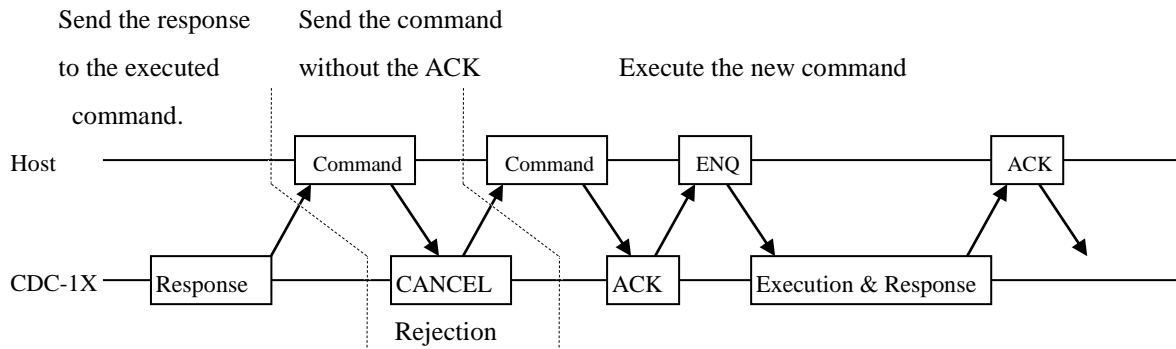 Send the response
to the executed
command.
Send the command
without the ACK
Execute the new command
Host
Command
Command
ENQ
ACK
CDC-1X
Response
CANCEL
ACK
Execution & Response
Rejection